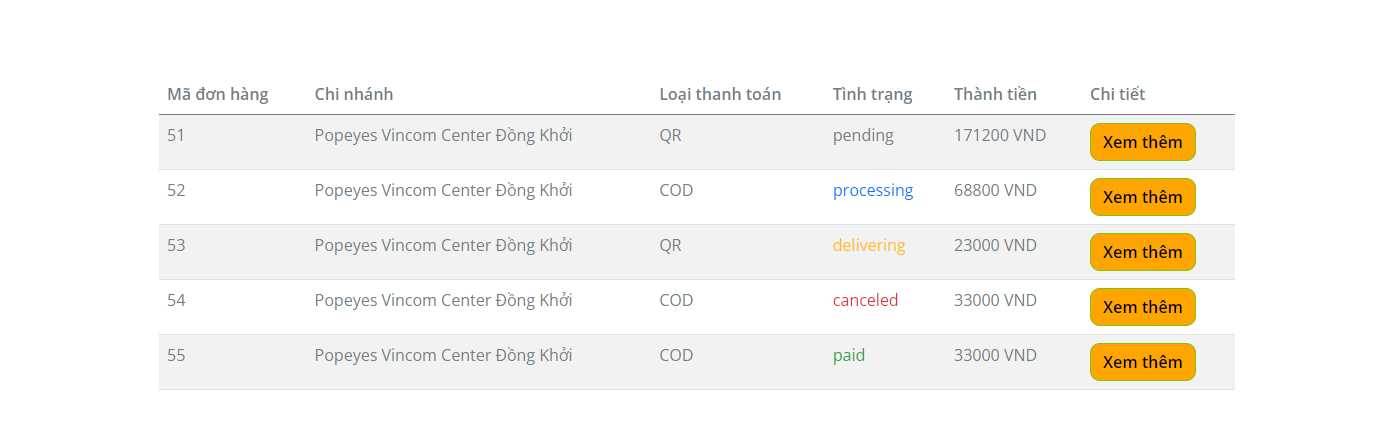 Mã đơn hàng Chi nhánh Loại thanh toán Tình trạng Thành tiền Chi tiết
51 Popeyes Vincom Center Đồng Khởi QR pending 171200 VND Xem thêm
52 Popeyes Vincom Center Đồng Khởi COD processing 68800 VND Xem thêm
53 Popeyes Vincom Center Đồng Khởi QR delivering 23000 VND Xem thêm
54 Popeyes Vincom Center Đồng Khởi COD canceled 33000 VND Xem thêm
55 Popeyes Vincom Center Đồng Khởi COD paid 33000 VND Xem thêm